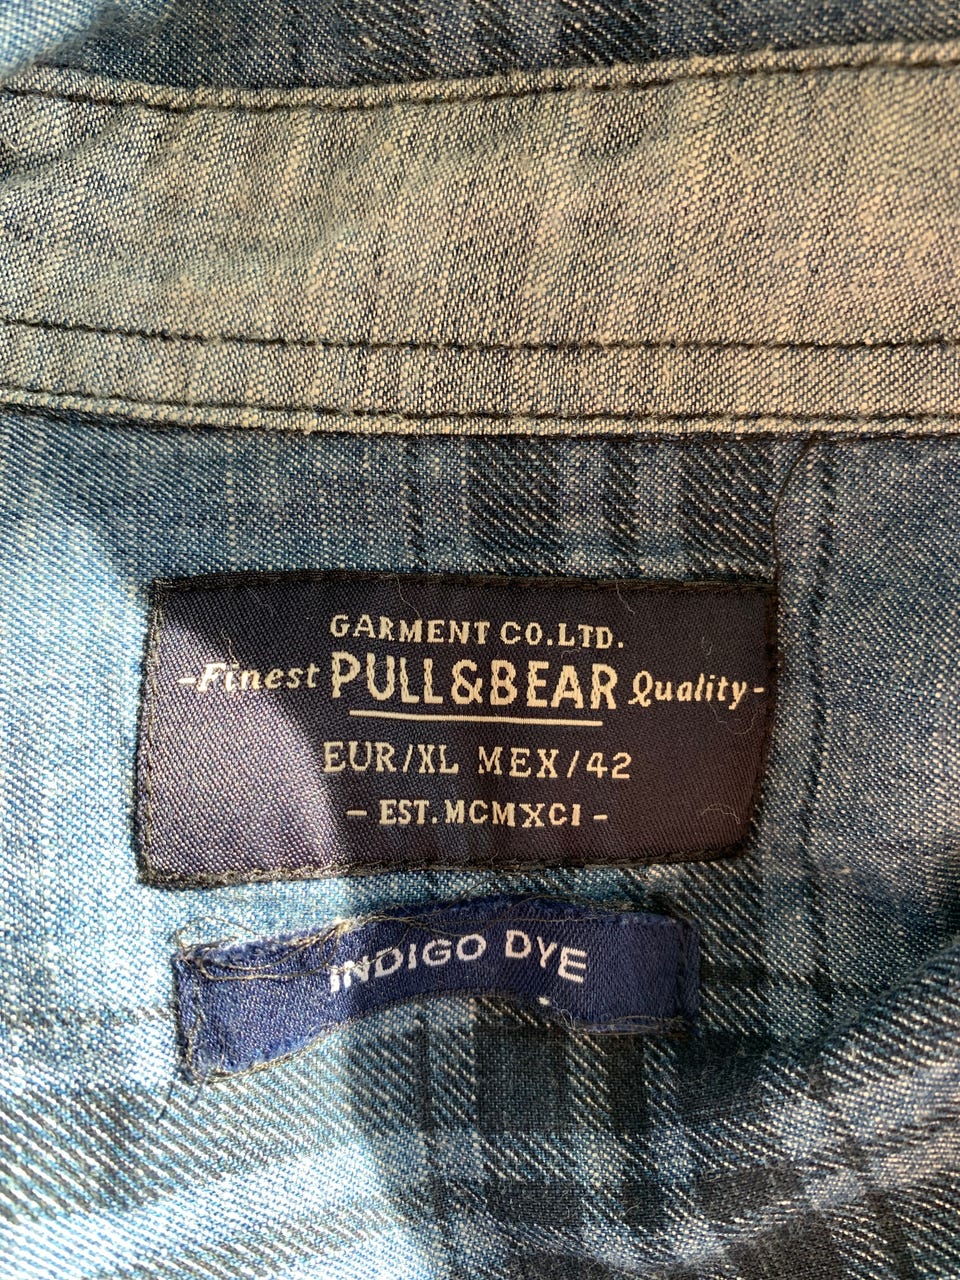 GARMENT CO.LTD.
-Finest PULL&BEAR Quality-
EUR/XL MEX/42
- EST.MCMXCI -
INDIGO DYE